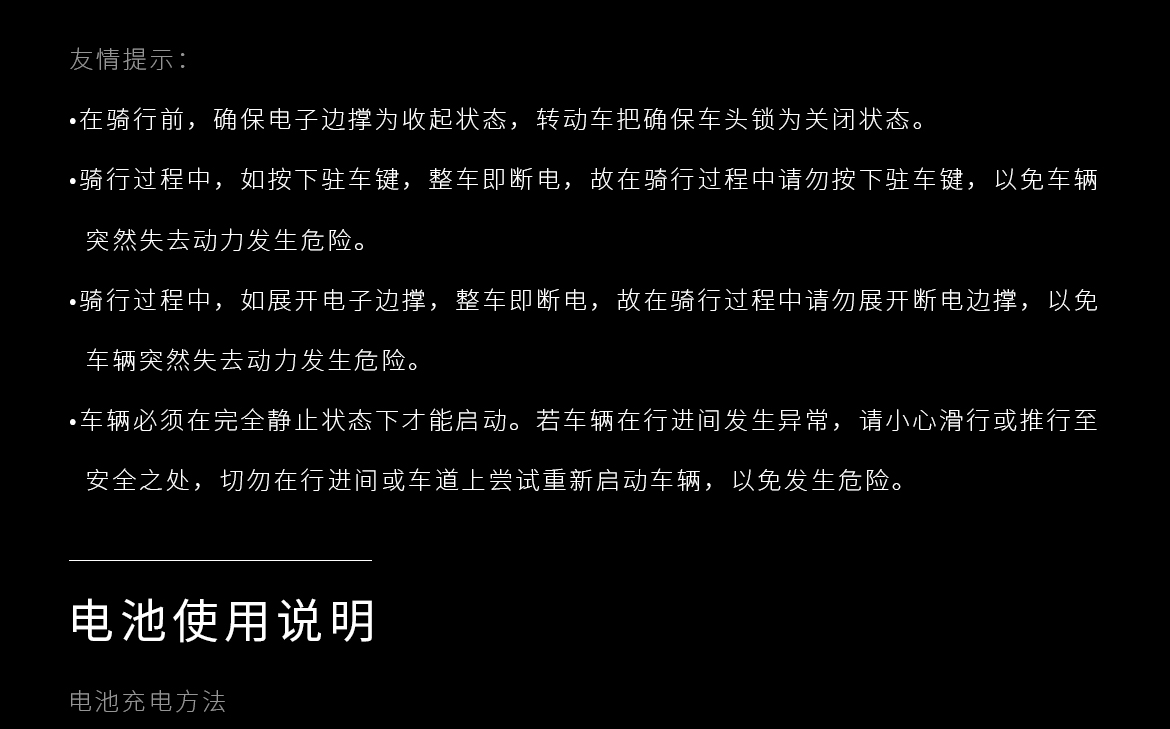 友情提示：
•在骑行前，确保电子边撑为收起状态，转动车把确保车头锁为关闭状态。
•骑行过程中，如按下驻车键，整车即断电，故在骑行过程中请勿按下驻车键，以免车辆
突然失去动力发生危险。
•骑行过程中，如展开电子边撑，整车即断电，故在骑行过程中请勿展开断电边撑，以免
车辆突然失去动力发生危险。
•车辆必须在完全静止状态下才能启动。若车辆在行进间发生异常，请小心滑行或推行至
安全之处，切勿在行进间或车道上尝试重新启动车辆，以免发生危险。
电池使用说明
电池充电方法